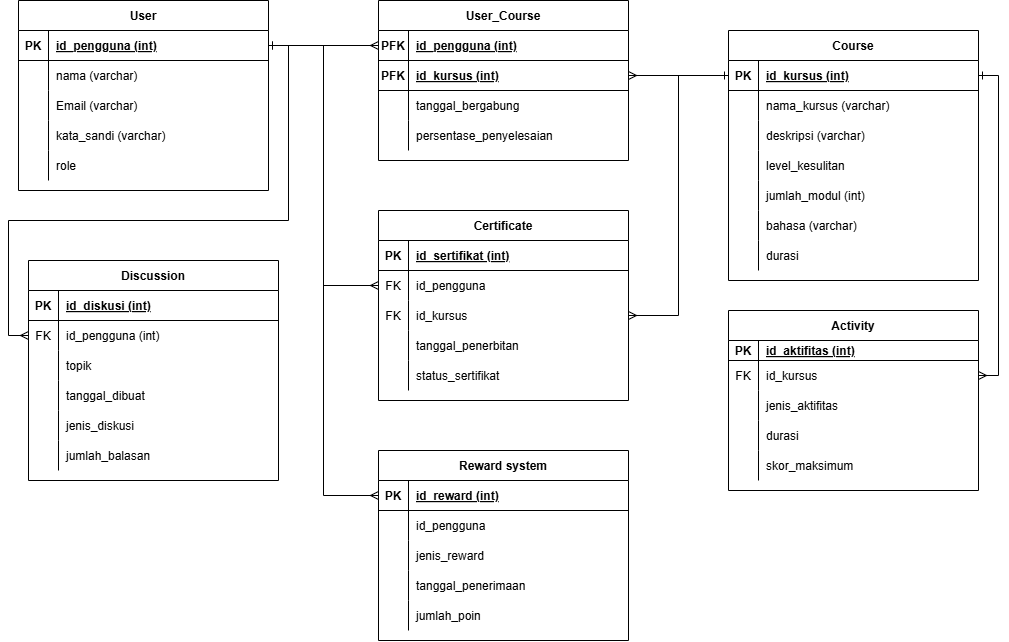 User
PK id_pengguna (int)
nama (varchar)
Email (varchar)
kata_sandi (varchar)
role
User_Course
PFK id_pengguna (int)
PFK id_kursus (int)
tanggal_bergabung
persentase_penyelesaian
Course
PK id_kursus (int)
nama_kursus (varchar)
deskripsi (varchar)
level_kesulitan
jumlah_modul (int)
bahasa (varchar)
durasi
Discussion
PK id_diskusi (int)
FK id_pengguna (int)
topik
tanggal_dibuat
jenis_diskusi
jumlah_balasan
Certificate
PK id_sertifikat (int)
FK id_pengguna
FK id_kursus
tanggal_penerbitan
status_sertifikat
Activity
PK id_aktifitas (int)
FK id_kursus
jenis_aktifitas
durasi
skor_maksimum
Reward system
PK id_reward (int)
id_pengguna
jenis_reward
tanggal_penerimaan
jumlah_poin